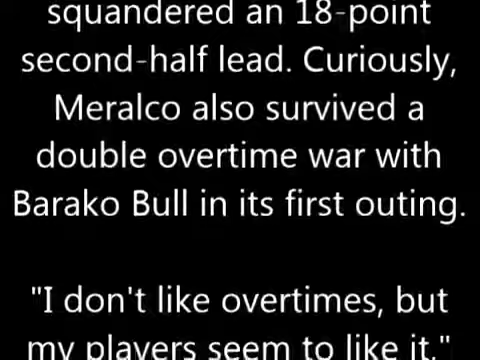 squandered an 18-point
second-half lead. Curiously,
Meralco also survived a
double overtime war with
Barako Bull in its first outing.
"I don't like overtimes, but
my players seem to like it."